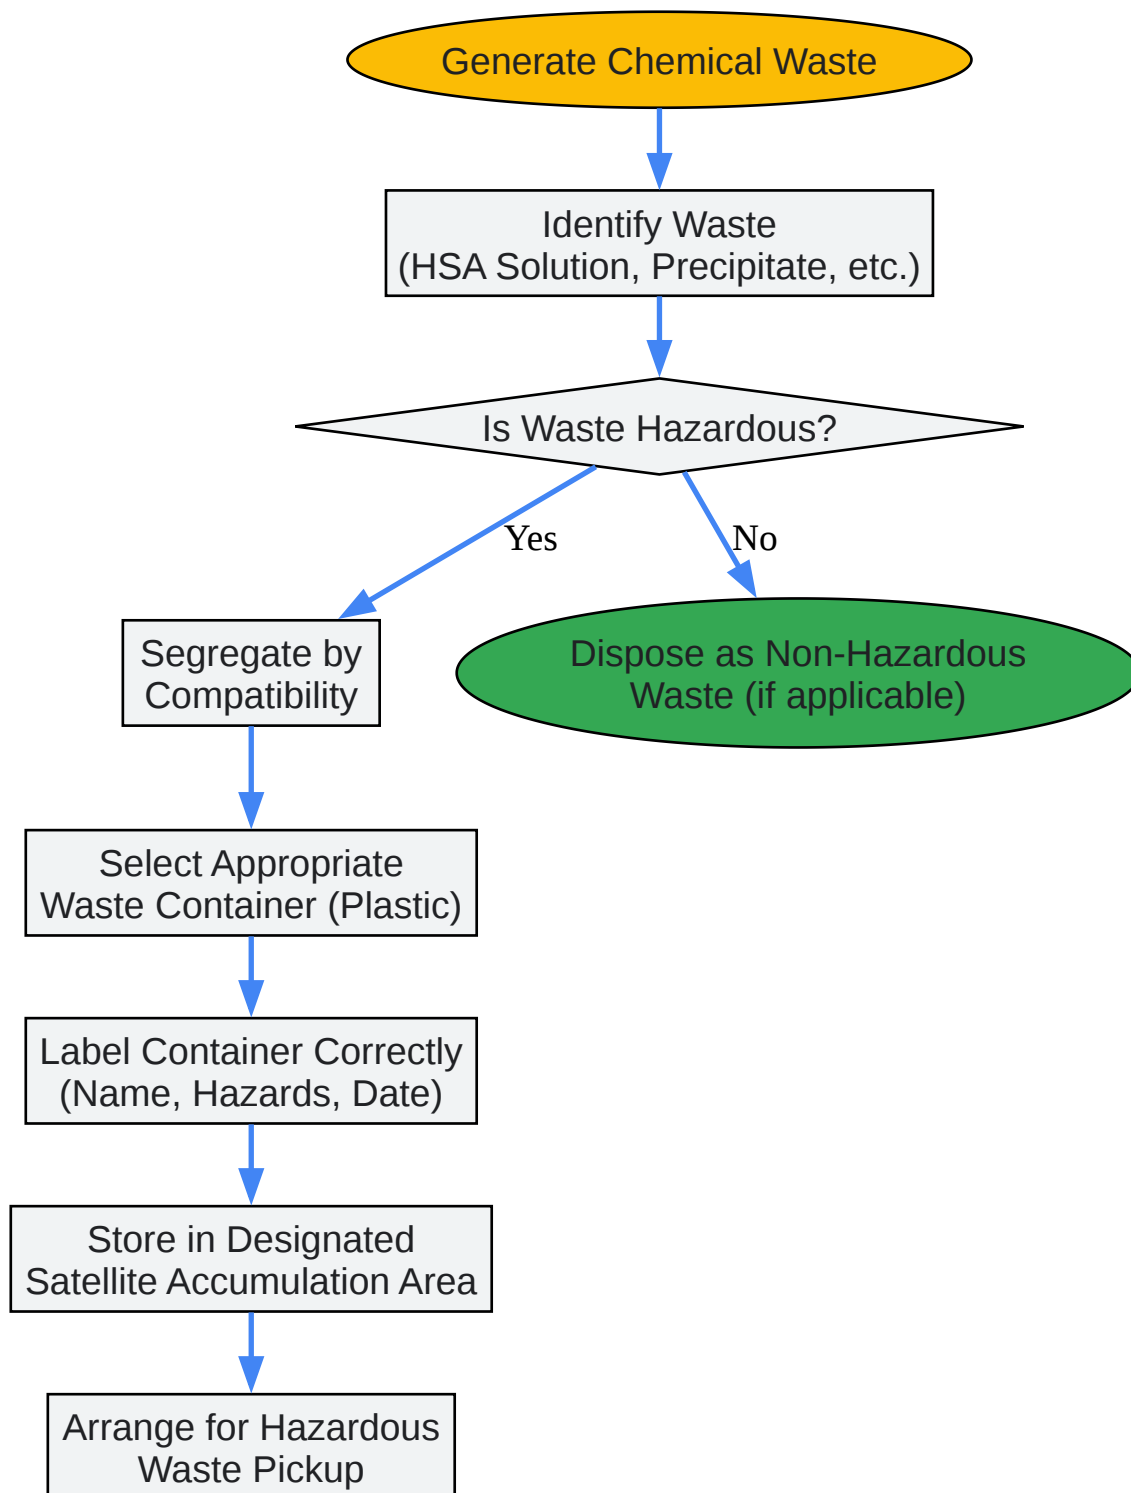 Generate Chemical Waste
Identify Waste
(HSA Solution, Precipitate, etc.)
Is Waste Hazardous?
Yes
No
Segregate by
Compatibility
Dispose as Non-Hazardous
Waste (if applicable)
Select Appropriate
Waste Container (Plastic)
Label Container Correctly
(Name, Hazards, Date)
Store in Designated
Satellite Accumulation Area
Arrange for Hazardous
Waste Pickup